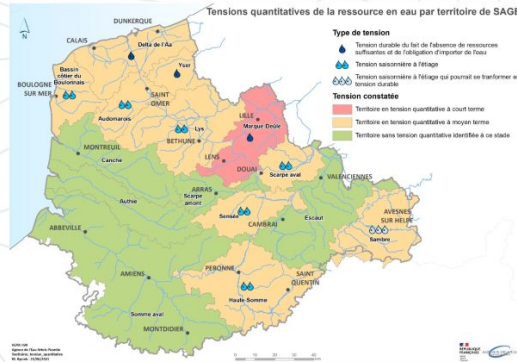 Tensions quantitatives de la ressource en eau par territoire de SAGE
Type de tension
Tension durable du fait de l'absence de ressources
suffisantes et de l'obligation d'importer de l'eau
Tension saisonnière à l'étiage
Tension saisonnière à l'étiage qui pourrait se tranformer en
tension durable
Tension constatée
Territoire en tension quantitative à court terme
Territoire en tension quantitative à moyen terme
Territoire sans tension quantitative identifiée à ce stade
DUNKERQUE
CALAIS
Delta de l'Aa
Yser
Bassin
côtier du
Boulonnais
BOULOGNE
SUR MER
SAINT
OMER
Audomarois
Lys
LILLE
Marque Deûle
BETHUNE
MONTREUIL
LENS
Canche
DOUAI
Scarpe aval
VALENCIENNES
ARRAS
Scarpe
amont
Authie
Sensée
Escaut
AVESNES
SUR HELPE
ABBEVILLE
CAMBRAI
Sambre
PERONNE
AMIENS
SAINT
QUENTIN
Haute-Somme
Somme aval
MONTDIDIER
RÉPUBLIQUE
FRANÇAISE